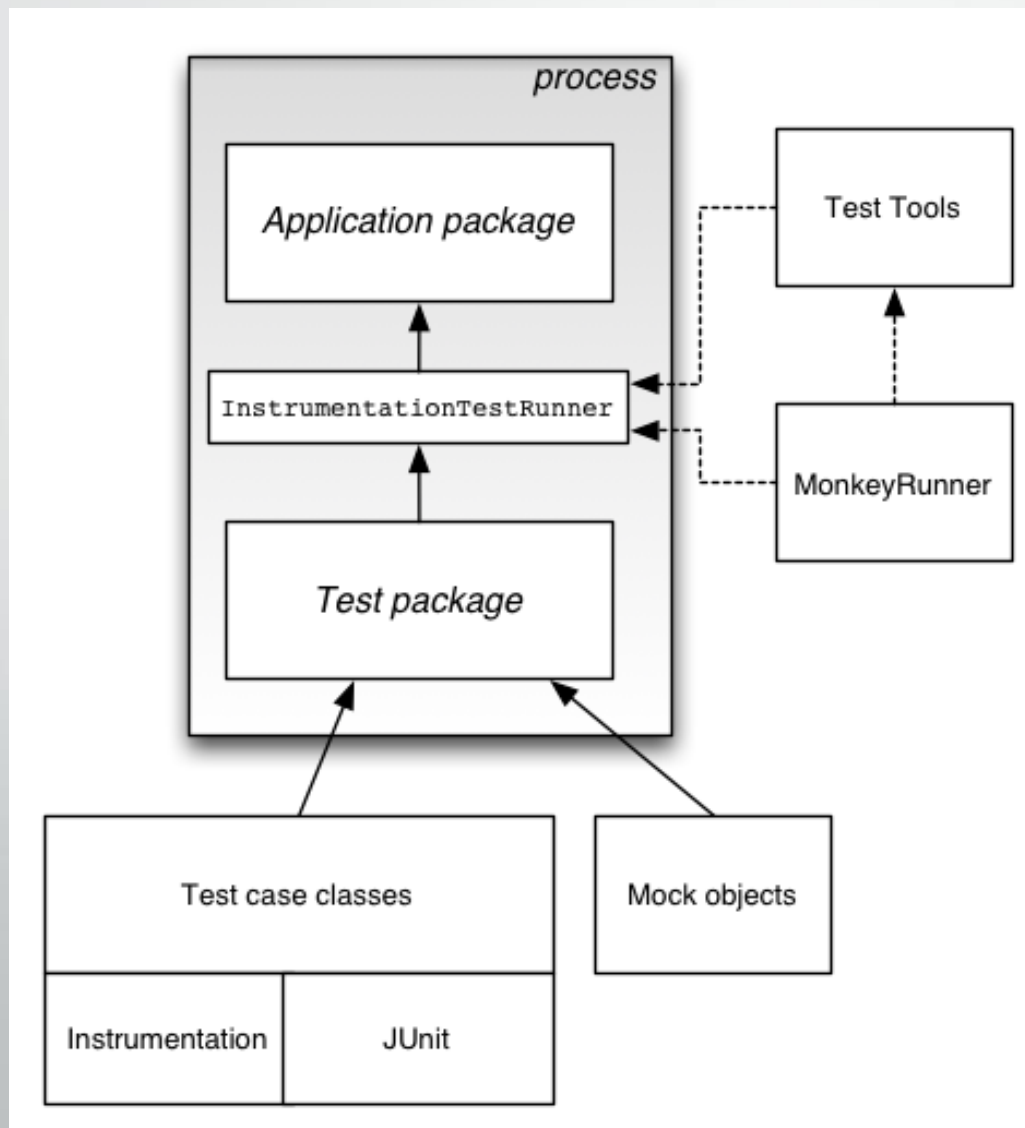 process
Application package
Test Tools
InstrumentationTestRunner
MonkeyRunner
Test package
Test case classes
Mock objects
Instrumentation
JUnit